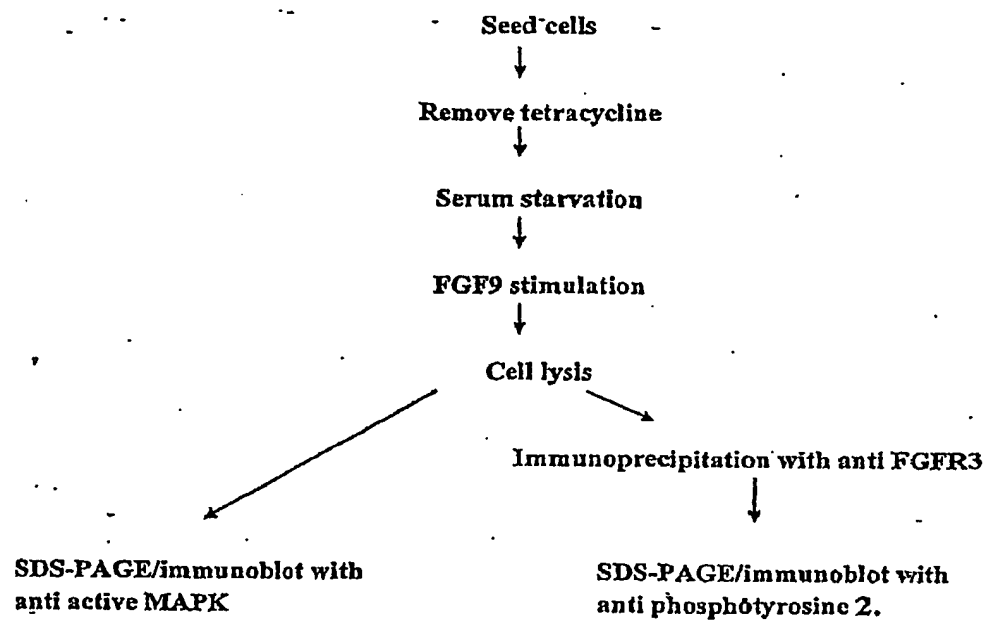 Seed cells
Remove tetracycline
Serum starvation
FGF9 stimulation
Cell lysis
Immunoprecipitation with anti FGFR3
SDS-PAGE/immunoblot with
anti active MAPK
SDS-PAGE/immunoblot with
anti phosphotyrosine 2.